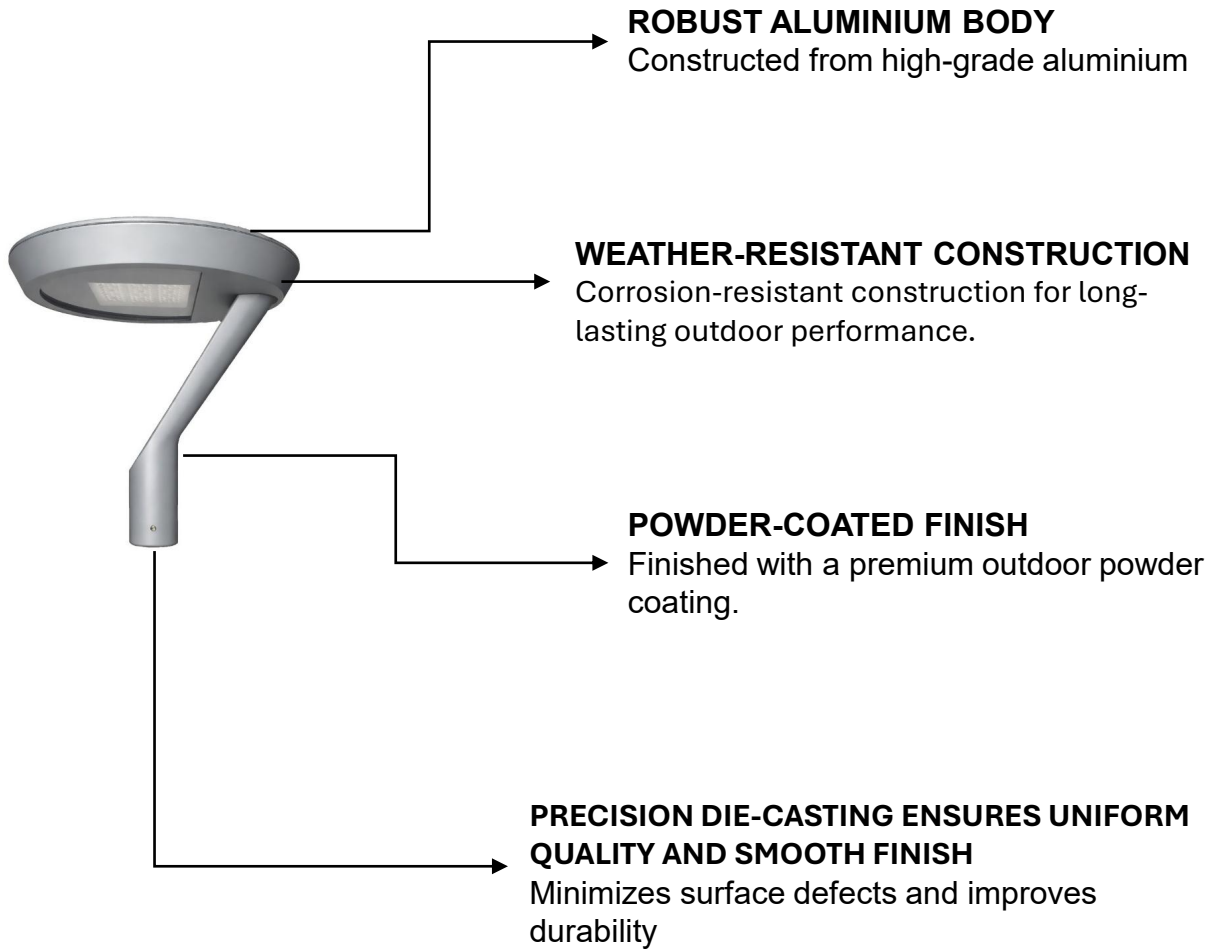 ROBUST ALUMINIUM BODY
Constructed from high-grade aluminium
WEATHER-RESISTANT CONSTRUCTION
Corrosion-resistant construction for long-
lasting outdoor performance.
POWDER-COATED FINISH
Finished with a premium outdoor powder
coating.
PRECISION DIE-CASTING ENSURES UNIFORM
QUALITY AND SMOOTH FINISH
Minimizes surface defects and improves
durability